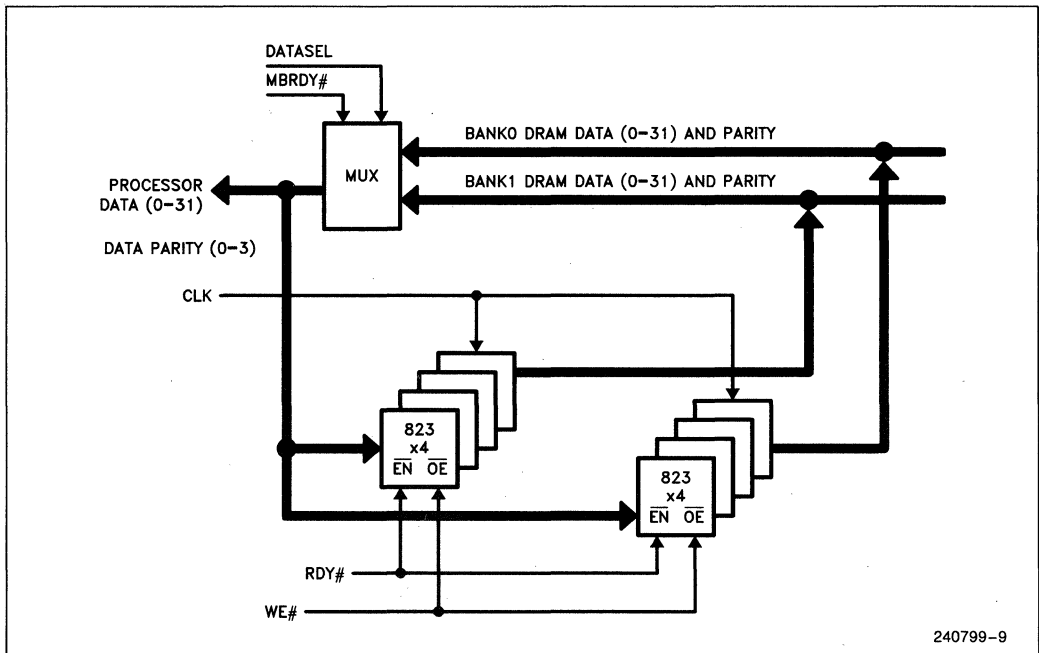 DATASEL
MBRDY#
MUX
BANK0 DRAM DATA (0-31) AND PARITY
BANK1 DRAM DATA (0-31) AND PARITY
PROCESSOR
DATA (0-31)
DATA PARITY (0-3)
CLK
823
x4
EN OE
823
x4
EN OE
RDY#
WE#
240799-9